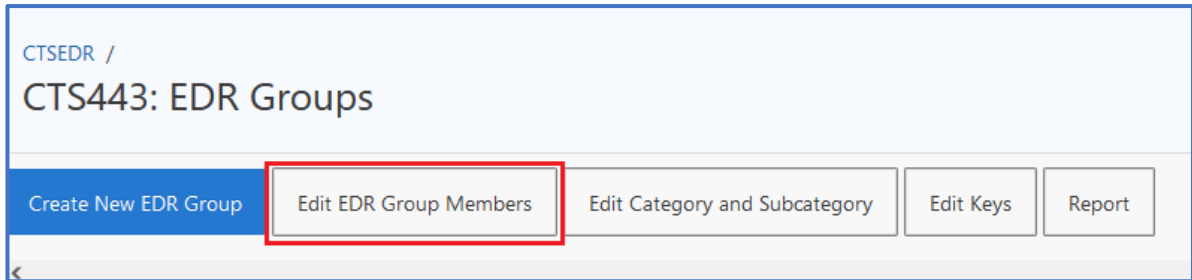 CTSEDR /
CTS443: EDR Groups
Create New EDR Group Edit EDR Group Members Edit Category and Subcategory Edit Keys Report